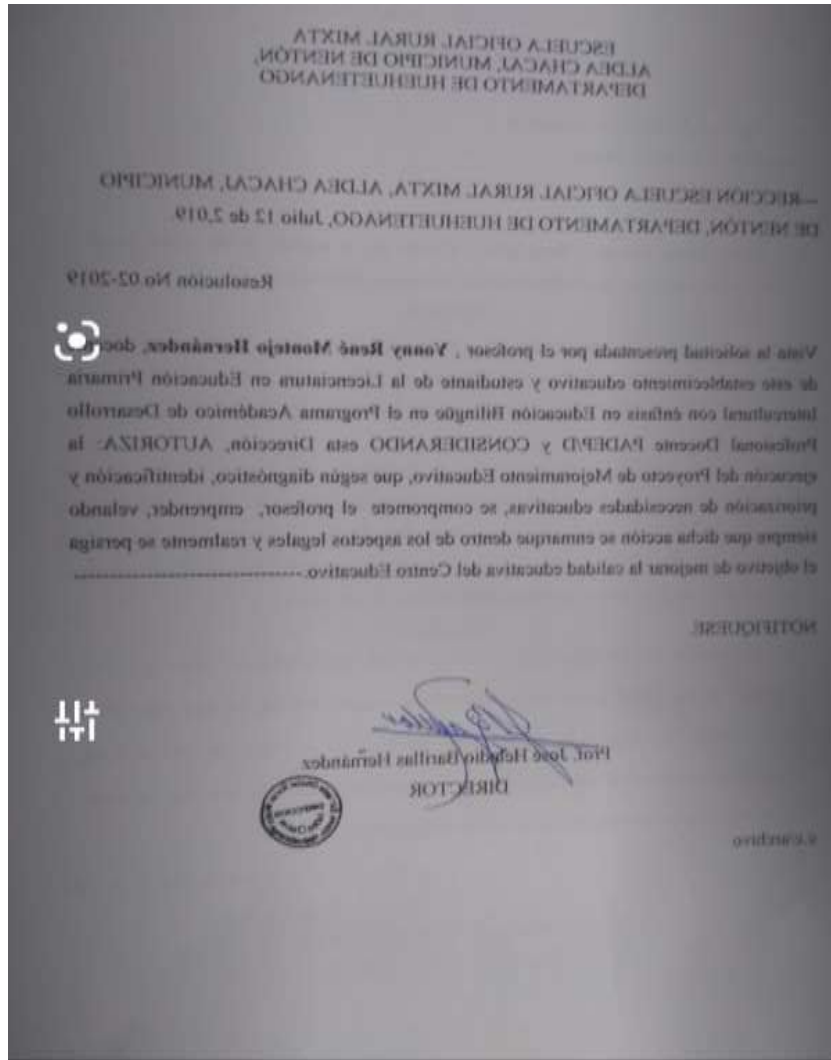 ESCUELA OFICIAL RURAL MIXTA
ALDEA CHACAJ, MUNICIPIO DE NENTÓN,
DEPARTAMENTO DE HUEHUETENANGO
RECCIÓN ESCUELA OFICIAL RURAL MIXTA, ALDEA CHACAJ, MUNICIPIO
DE NENTÓN, DEPARTAMENTO DE HUEHUETENAGO, Julio 12 de 2,019.
Resolución No 02-2019
Vista la solicitud presentada por el profesor , Yonny René Montejo Hernández, doc
de este establecimiento educativo y estudiante de la Licenciatura en Educación Primaria
Intercultural con énfasis en Educación Bilingüe en el Programa Académico de Desarrollo
Profesional Docente PADEP/D y CONSIDERANDO esta Dirección, AUTORIZA: la
ejecución del Proyecto de Mejoramiento Educativo, que según diagnóstico, identificación y
priorización de necesidades educativas, se compromete el profesor, emprender, velando
siempre que dicha acción se enmarque dentro de los aspectos legales y realmente se persiga
el objetivo de mejorar la calidad educativa del Centro Educativo.-----------------------------------
NOTIFIQUESE.
Prof. José Barillas Hernández
DIRECTOR
c.c archivo